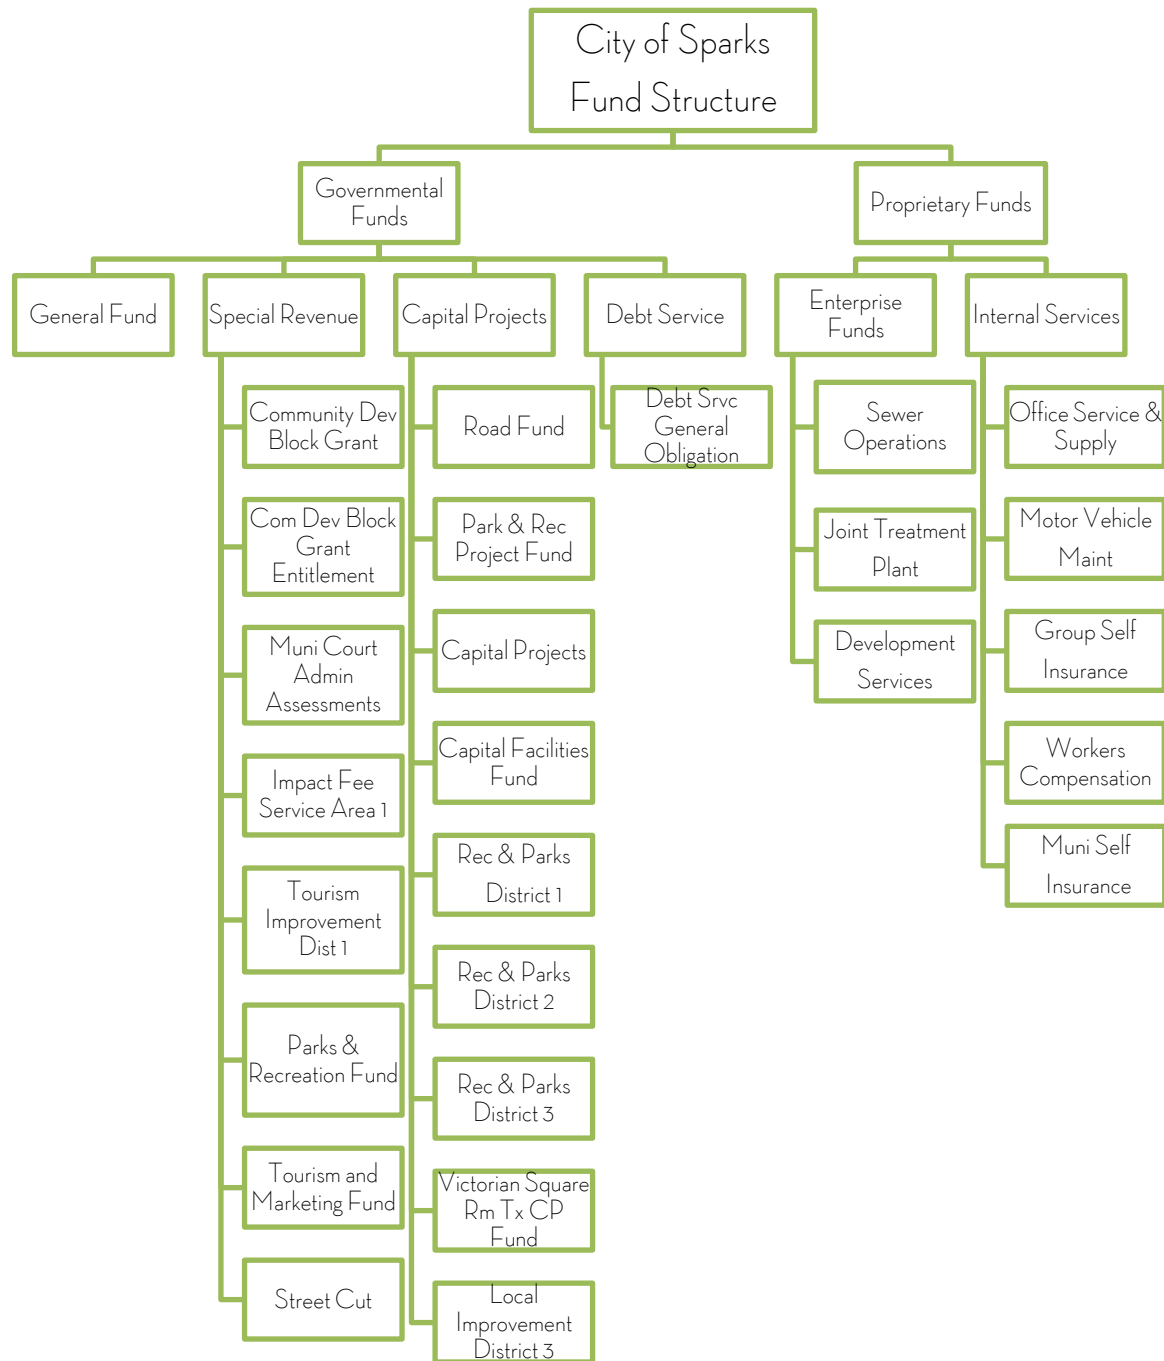 City of Sparks
Fund Structure
Governmental
Funds
Proprietary Funds
General Fund
Special Revenue
Capital Projects
Debt Service
Enterprise
Funds
Internal Services
Community Dev
Block Grant
Com Dev Block
Grant
Entitlement
Muni Court
Admin
Assessments
Impact Fee
Service Area 1
Tourism
Improvement
Dist 1
Parks &
Recreation Fund
Tourism and
Marketing Fund
Street Cut
Road Fund
Park & Rec
Project Fund
Capital Projects
Capital Facilities
Fund
Rec & Parks
District 1
Rec & Parks
District 2
Rec & Parks
District 3
Victorian Square
Rm Tx CP
Fund
Local
Improvement
District 3
Debt Srvc
General
Obligation
Sewer
Operations
Joint Treatment
Plant
Development
Services
Office Service &
Supply
Motor Vehicle
Maint
Group Self
Insurance
Workers
Compensation
Muni Self
Insurance